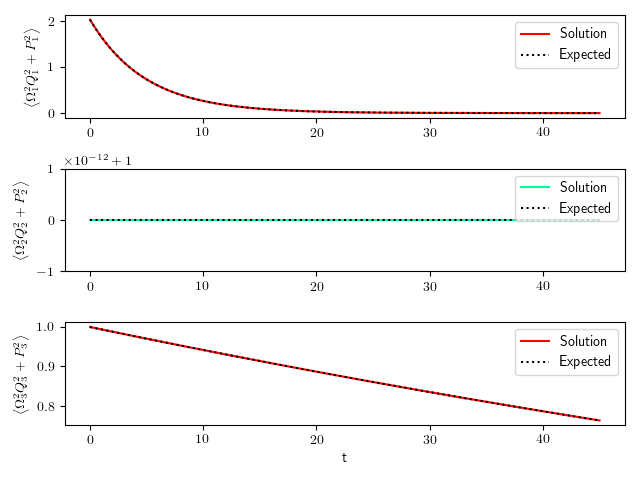 ⟨Ω₁²Q₁² + P₁²⟩
2
1
0
Solution
Expected
0 10 20 30 40
×10⁻¹² + 1
⟨Ω₂²Q₂² + P₂²⟩
1
0
−1
Solution
Expected
0 10 20 30 40
⟨Ω₃²Q₃² + P₃²⟩
1.0
0.9
0.8
Solution
Expected
0 10 20 30 40
t